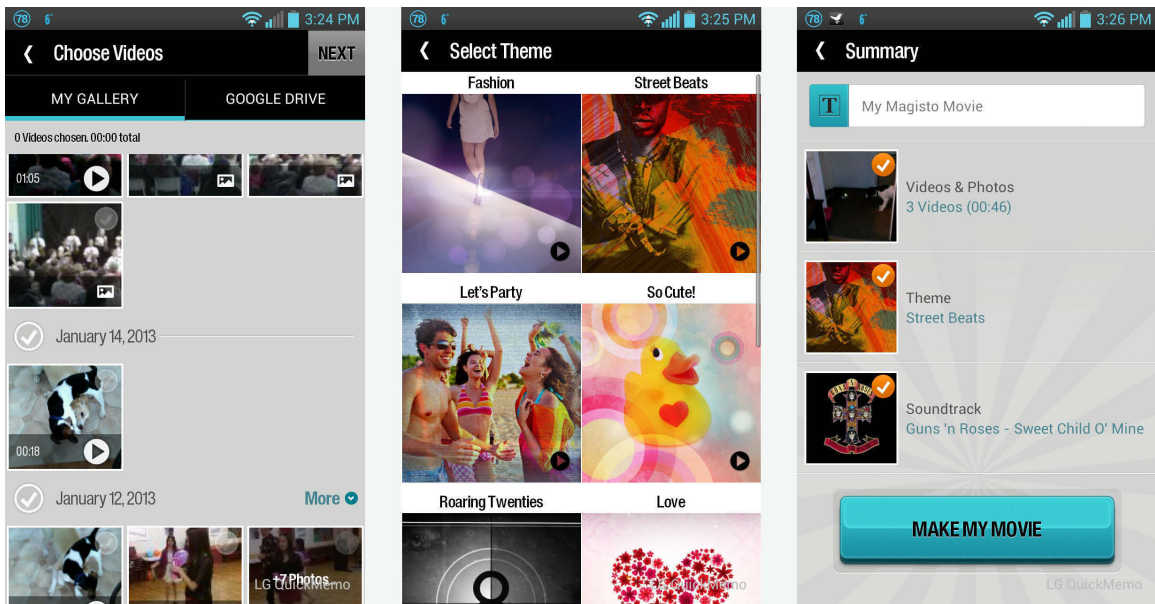 78 6° 3:24 PM
Choose Videos
NEXT
MY GALLERY
GOOGLE DRIVE
0 Videos chosen. 00:00 total
01:05
January 14, 2013
00:18
January 12, 2013
More
+7 Photos
LG QuickMemo
78 6° 3:25 PM
Select Theme
Fashion
Street Beats
Let's Party
So Cute!
Roaring Twenties
Love
LG QuickMemo
78 6° 3:26 PM
Summary
T
My Magisto Movie
Videos & Photos
3 Videos (00:46)
Theme
Street Beats
Soundtrack
Guns 'n Roses - Sweet Child O' Mine
MAKE MY MOVIE
LG QuickMemo